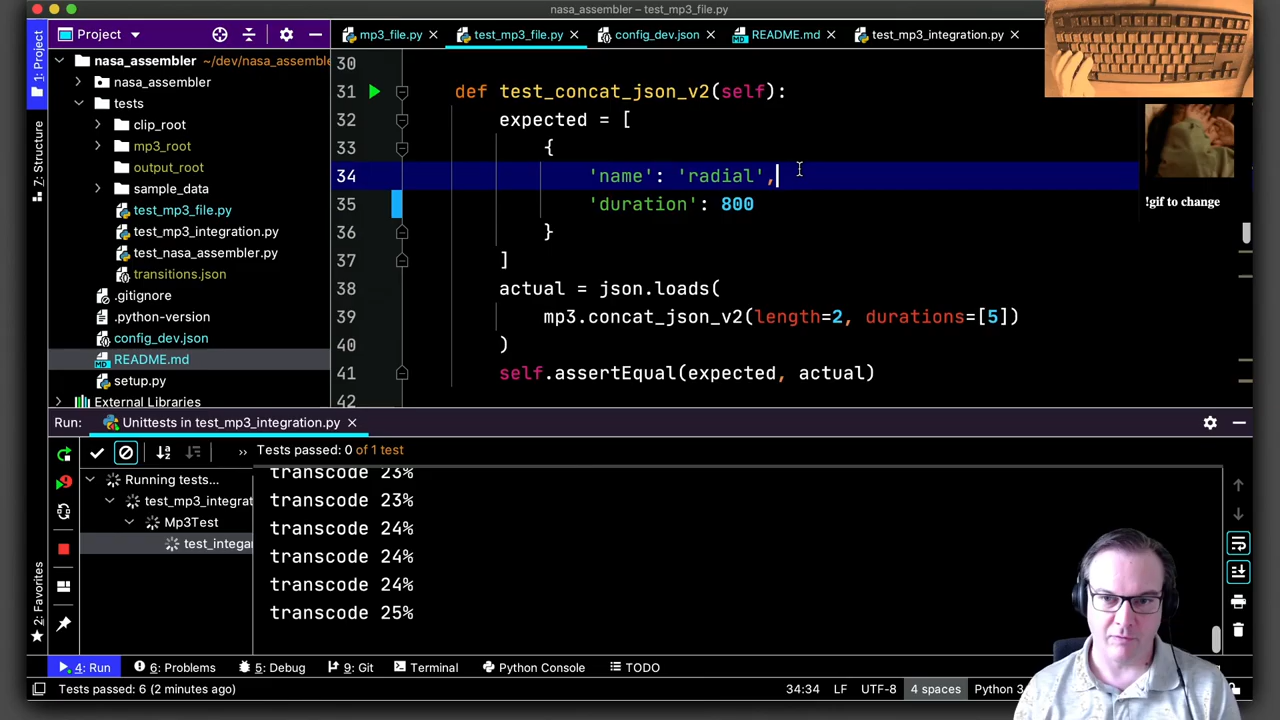 nasa_assembler – test_mp3_file.py
Project
mp3_file.py
test_mp3_file.py
config_dev.json
README.md
test_mp3_integration.py
1: Project
7: Structure
2: Favorites
nasa_assembler ~/dev/nasa_assemble
nasa_assembler
tests
clip_root
mp3_root
output_root
sample_data
test_mp3_file.py
test_mp3_integration.py
test_nasa_assembler.py
transitions.json
.gitignore
.python-version
config_dev.json
README.md
setup.py
External Libraries
30
31 def test_concat_json_v2(self):
32 expected = [
33 {
34 'name': 'radial',
35 'duration': 800
36 }
37 ]
38 actual = json.loads(
39 mp3.concat_json_v2(length=2, durations=[5])
40 )
41 self.assertEqual(expected, actual)
42
!gif to change
Run: Unittests in test_mp3_integration.py
Tests passed: 0 of 1 test
Running tests...
test_mp3_integrat
Mp3Test
test_integar
transcode 23%
transcode 23%
transcode 24%
transcode 24%
transcode 24%
transcode 25%
4: Run
6: Problems
5: Debug
9: Git
Terminal
Python Console
TODO
Tests passed: 6 (2 minutes ago)
34:34
LF
UTF-8
4 spaces
Python 3